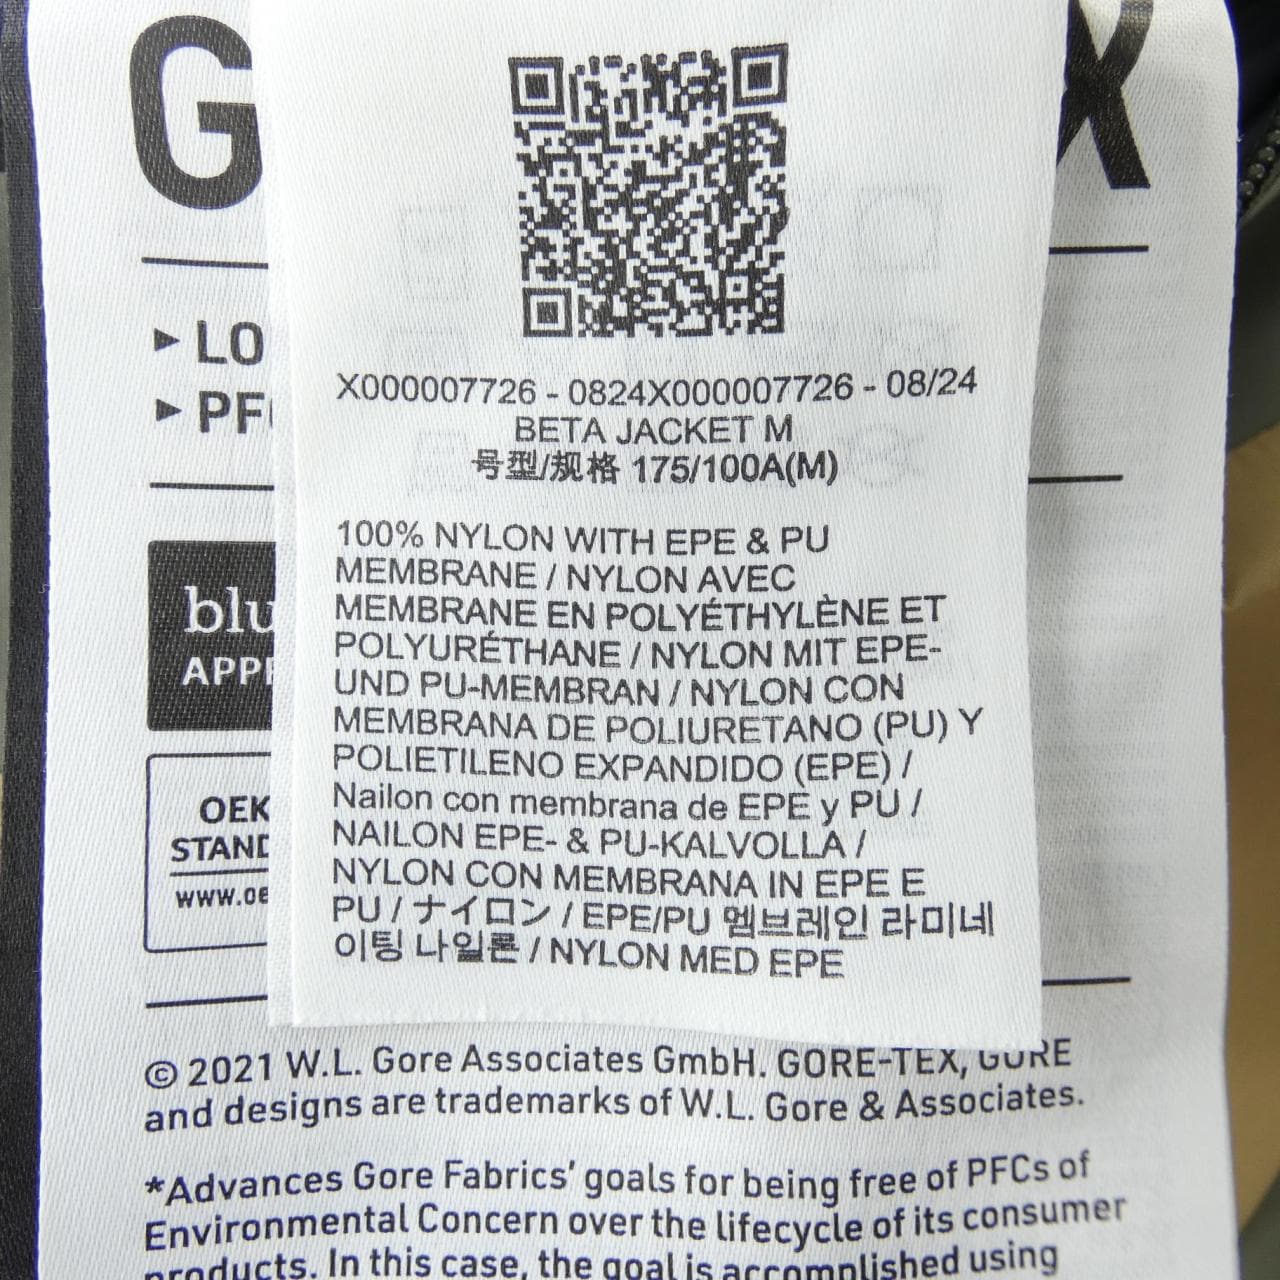 G X
LO
PF
X000007726 - 0824X000007726 - 08/24
BETA JACKET M
号型/规格 175/100A(M)
100% NYLON WITH EPE & PU
MEMBRANE / NYLON AVEC
MEMBRANE EN POLYÉTHYLÈNE ET
POLYURÉTHANE / NYLON MIT EPE-
UND PU-MEMBRAN / NYLON CON
MEMBRANA DE POLIURETANO (PU) Y
POLIETILENO EXPANDIDO (EPE) /
Nailon con membrana de EPE y PU /
NAILON EPE- & PU-KALVOLLA /
NYLON CON MEMBRANA IN EPE E
PU / ナイロン / EPE/PU 멤브레인 라미네
이팅 나일론 / NYLON MED EPE
blu
APPE
OEK
STAND
www.oe
© 2021 W.L. Gore Associates GmbH. GORE-TEX, GORE
and designs are trademarks of W.L. Gore & Associates.
*Advances Gore Fabrics' goals for being free of PFCs of
Environmental Concern over the lifecycle of its consumer
products. In this case, the goal is accomplished using